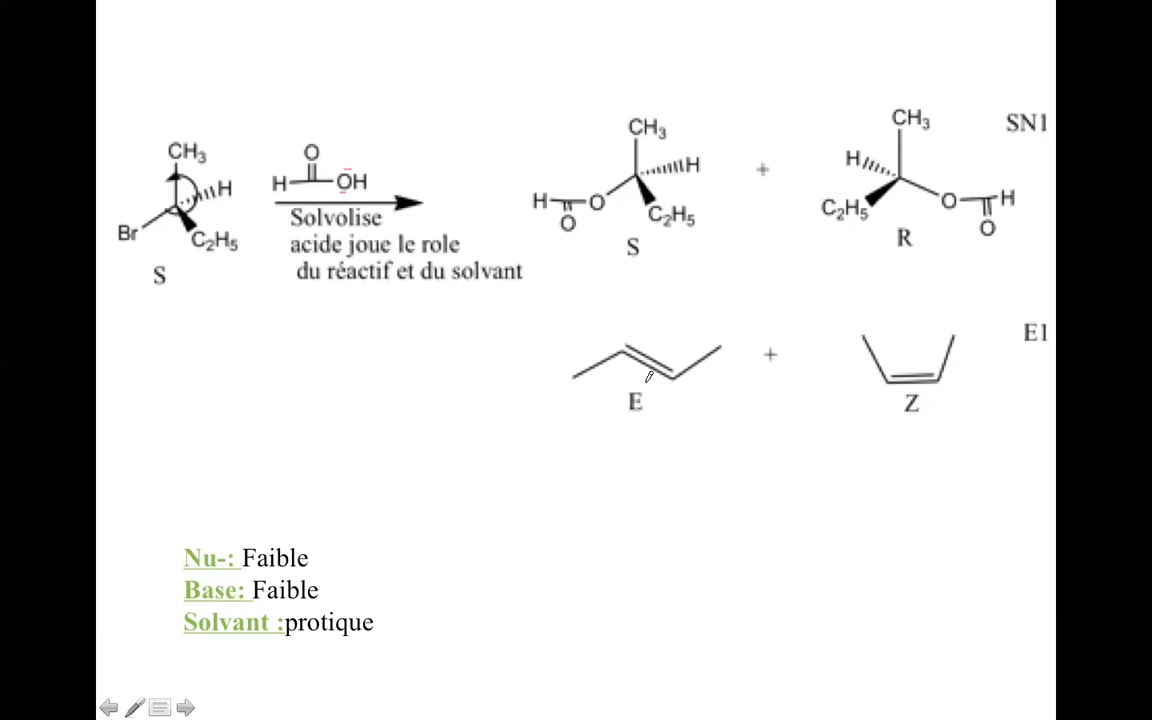 CH3
H
Br
C2H5
S
O
H
OH
Solvolise
acide joue le role
du réactif et du solvant
CH3
H
H
O
O
C2H5
S
+
CH3
H
C2H5
O
H
O
R
SN1
E
+
Z
E1
Nu-: Faible
Base: Faible
Solvant :protique